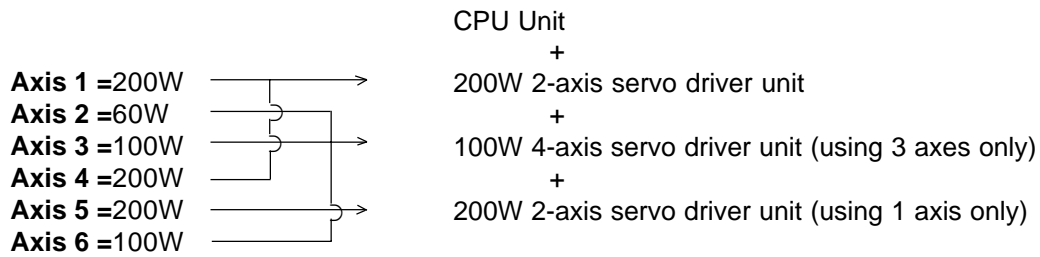 CPU Unit
+
Axis 1 =200W
200W 2-axis servo driver unit
Axis 2 =60W
+
Axis 3 =100W
100W 4-axis servo driver unit (using 3 axes only)
Axis 4 =200W
+
Axis 5 =200W
200W 2-axis servo driver unit (using 1 axis only)
Axis 6 =100W